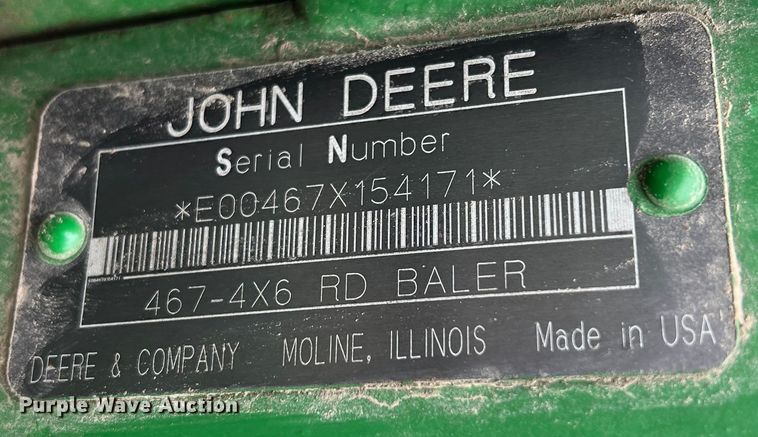 JOHN DEERE
Serial Number
*E00467X154171*
467-4X6 RD BALER
DEERE & COMPANY MOLINE, ILLINOIS Made in USA
Purple Wave Auction